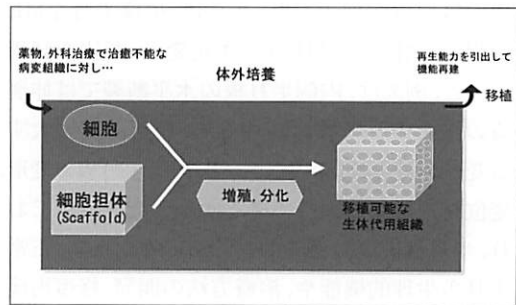 薬物，外科治療で治癒不能な
病変組織に対し…
体外培養
再生能力を引出して
機能再建
移植
細胞
細胞担体
(Scaffold)
増殖，分化
移植可能な
生体代用組織